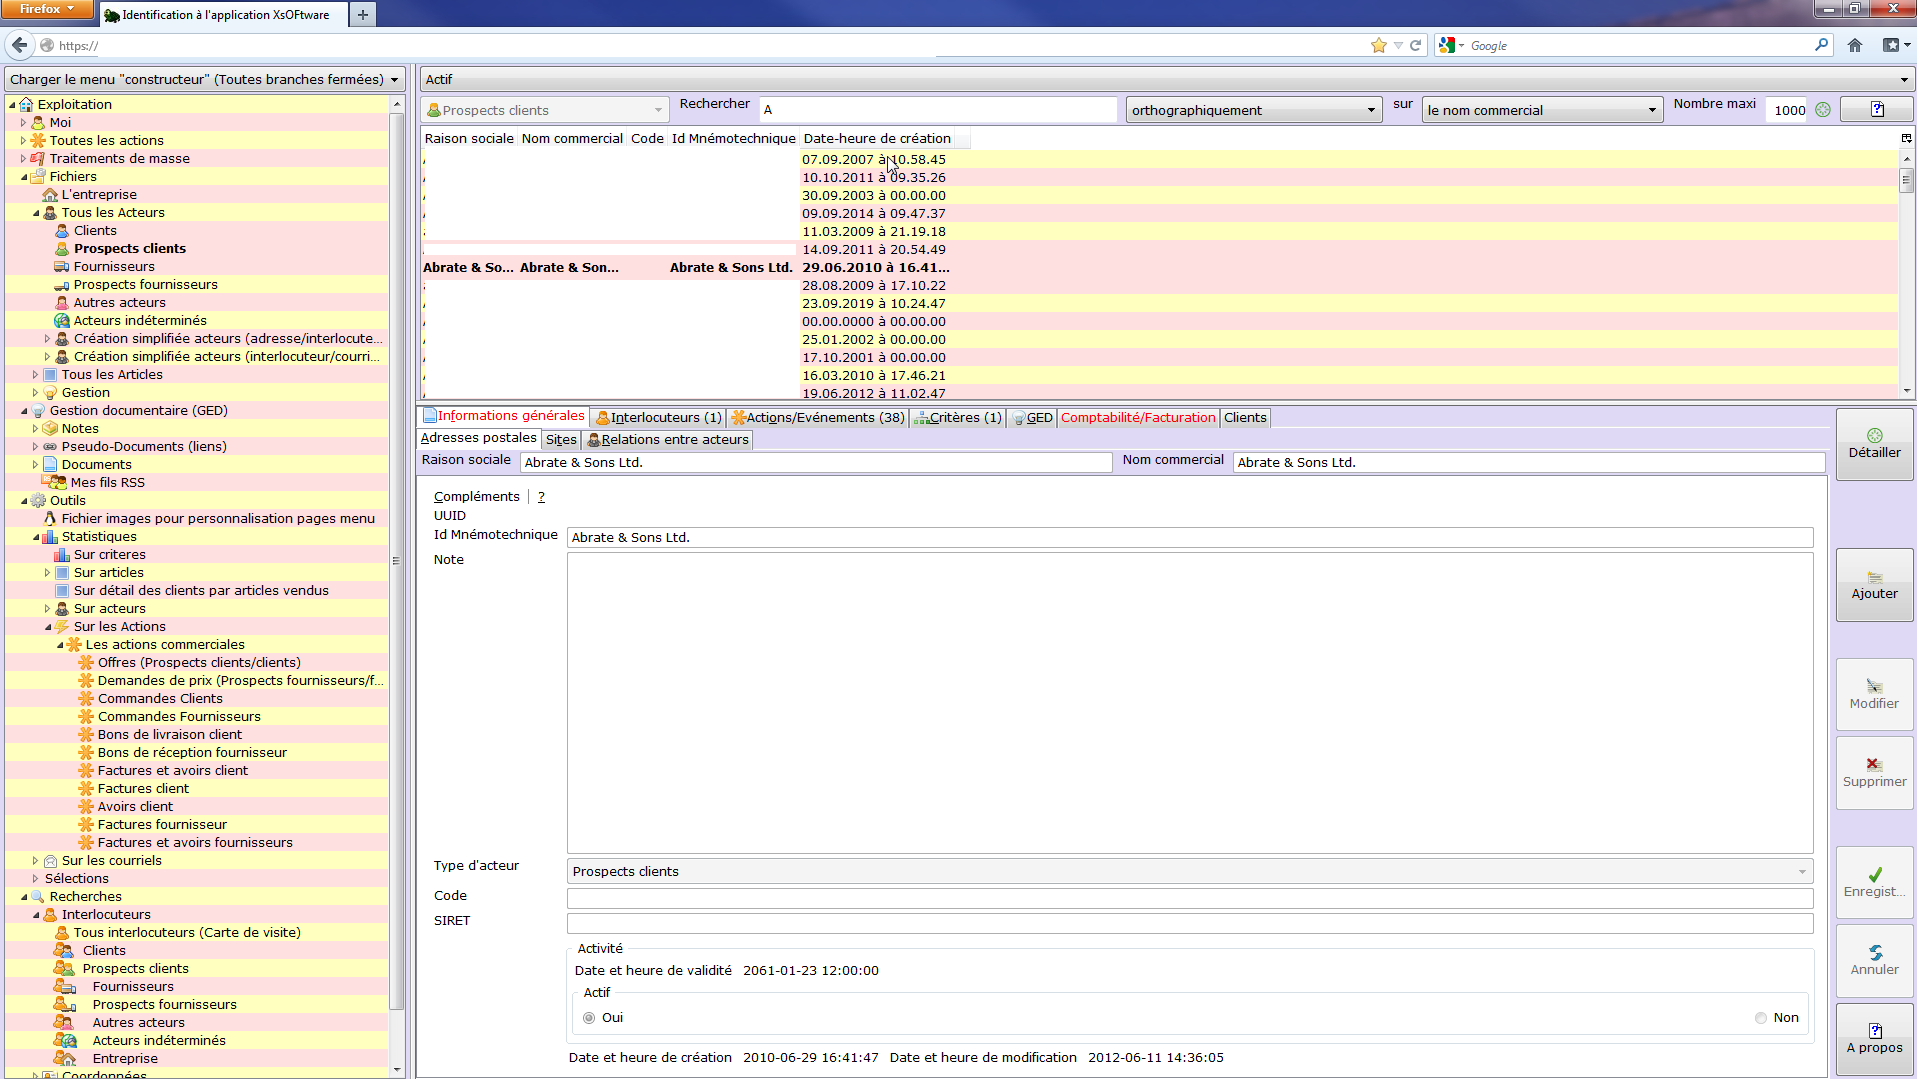 Firefox
Identification à l'application XsOFtware
https://
Google
Charger le menu "constructeur" (Toutes branches fermées)
Exploitation
Moi
Toutes les actions
Traitements de masse
Fichiers
L'entreprise
Tous les Acteurs
Clients
Prospects clients
Fournisseurs
Prospects fournisseurs
Autres acteurs
Acteurs indéterminés
Création simplifiée acteurs (adresse/interlocute...
Création simplifiée acteurs (interlocuteur/courri...
Tous les Articles
Gestion
Gestion documentaire (GED)
Notes
Pseudo-Documents (liens)
Documents
Mes fils RSS
Outils
Fichier images pour personnalisation pages menu
Statistiques
Sur criteres
Sur articles
Sur détail des clients par articles vendus
Sur acteurs
Sur les Actions
Les actions commerciales
Offres (Prospects clients/clients)
Demandes de prix (Prospects fournisseurs/f...
Commandes Clients
Commandes Fournisseurs
Bons de livraison client
Bons de réception fournisseur
Factures et avoirs client
Factures client
Avoirs client
Factures fournisseur
Factures et avoirs fournisseurs
Sur les courriels
Sélections
Recherches
Interlocuteurs
Tous interlocuteurs (Carte de visite)
Clients
Prospects clients
Fournisseurs
Prospects fournisseurs
Autres acteurs
Acteurs indéterminés
Entreprise
Coordonnées
Actif
Prospects clients Rechercher A orthographiquement sur le nom commercial Nombre maxi 1000
Raison sociale Nom commercial Code Id Mnémotechnique Date-heure de création
07.09.2007 à 10.58.45
10.10.2011 à 09.35.26
30.09.2003 à 00.00.00
09.09.2014 à 09.47.37
11.03.2009 à 21.19.18
14.09.2011 à 20.54.49
Abrate & So... Abrate & Son... Abrate & Sons Ltd. 29.06.2010 à 16.41...
28.08.2009 à 17.10.22
23.09.2019 à 10.24.47
00.00.0000 à 00.00.00
25.01.2002 à 00.00.00
17.10.2001 à 00.00.00
16.03.2010 à 17.46.21
19.06.2012 à 11.02.47
Informations générales Interlocuteurs (1) Actions/Evénements (38) Critères (1) GED Comptabilité/Facturation Clients
Adresses postales Sites Relations entre acteurs
Raison sociale Abrate & Sons Ltd. Nom commercial Abrate & Sons Ltd.
Compléments ?
UUID
Id Mnémotechnique Abrate & Sons Ltd.
Note
Type d'acteur Prospects clients
Code
SIRET
Activité
Date et heure de validité 2061-01-23 12:00:00
Actif
Oui Non
Date et heure de création 2010-06-29 16:41:47 Date et heure de modification 2012-06-11 14:36:05
Détailler
Ajouter
Modifier
Supprimer
Enregist...
Annuler
A propos